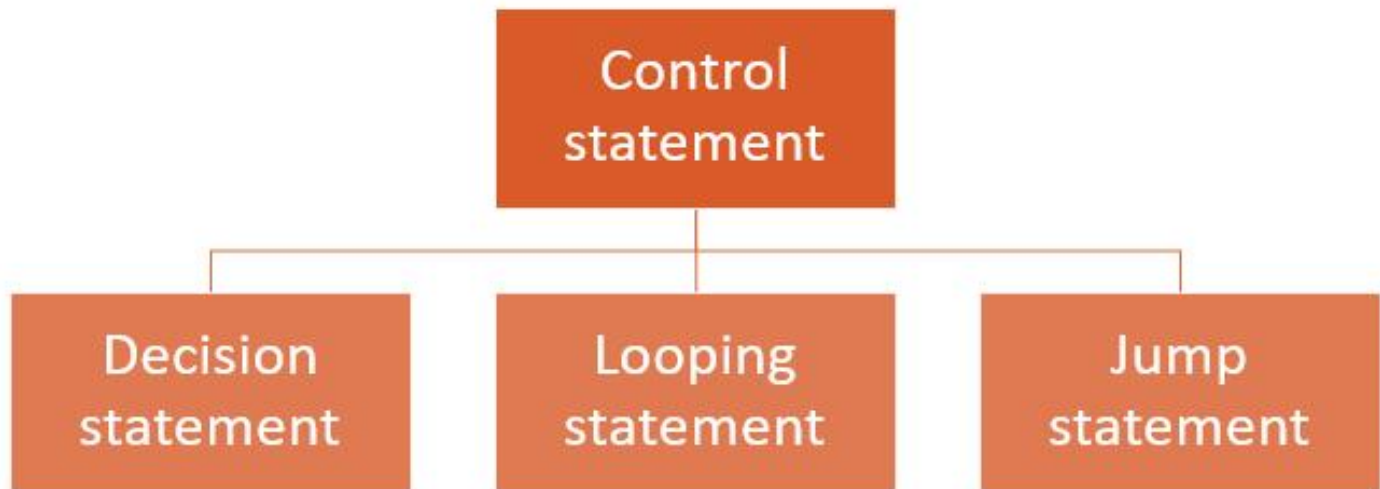 Control
statement
Decision
statement
Looping
statement
Jump
statement